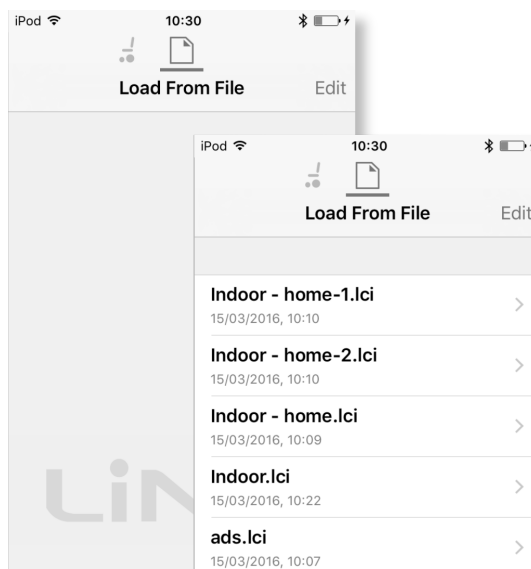 iPod 10:30
Load From File Edit
iPod 10:30
Load From File Edit
Indoor - home-1.lci
15/03/2016, 10:10
Indoor - home-2.lci
15/03/2016, 10:10
Indoor - home.lci
15/03/2016, 10:09
Indoor.lci
15/03/2016, 10:22
ads.lci
15/03/2016, 10:07
LiN